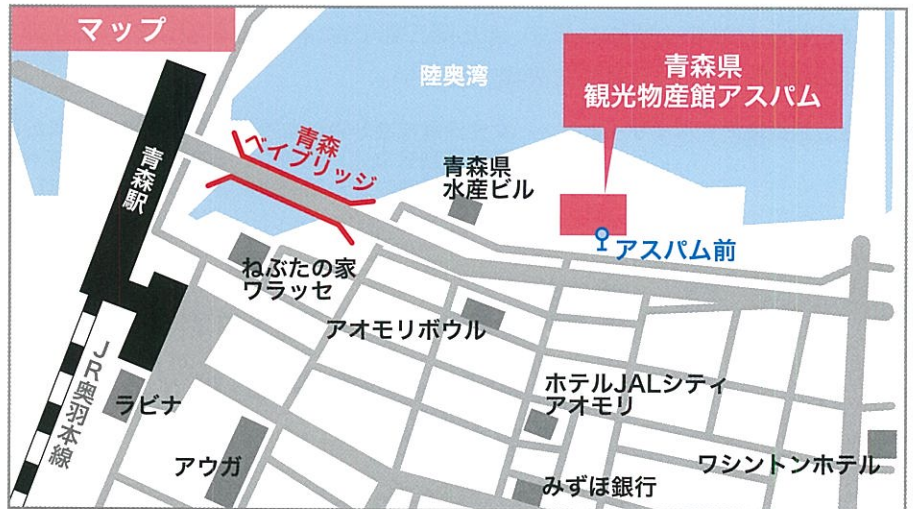 マップ
陸奥湾
青森県
観光物産館アスパム
青森
ベイブリッジ
青森県
水産ビル
青森駅
アスパム前
ねぶたの家
ワラッセ
アオモリボウル
JR奥羽本線
ラビナ
ホテルJALシティ
アオモリ
アウガ
ワシントンホテル
みずほ銀行